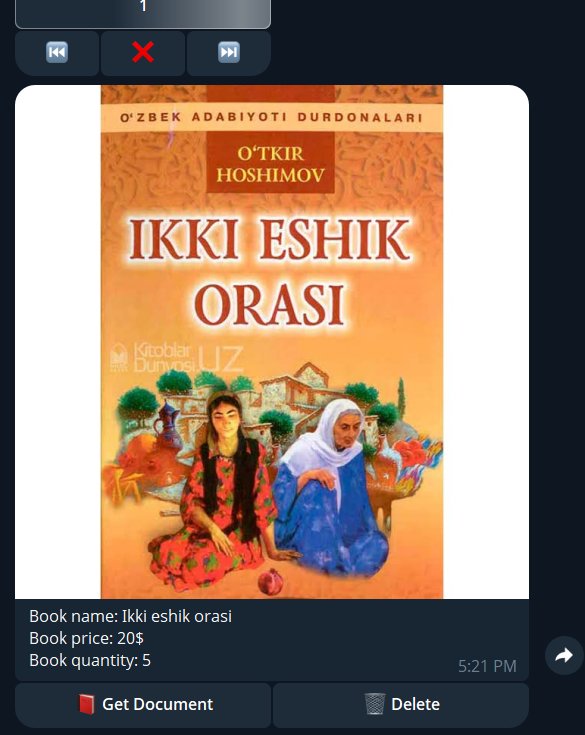 1
O'ZBEK ADABIYOTI DURDONALARI
O'TKIR
HOSHIMOV
IKKI ESHIK
ORASI
Kitoblar
Dunyosi.UZ
Book name: Ikki eshik orasi
Book price: 20$
Book quantity: 5
5:21 PM
Get Document
Delete